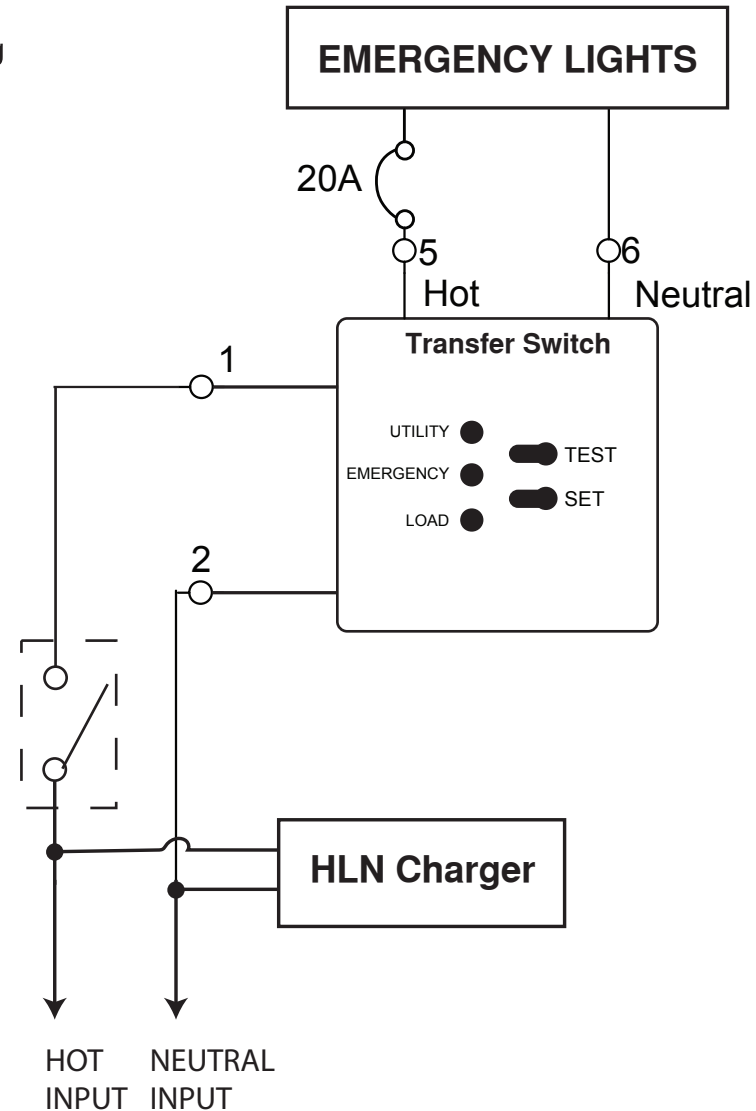 EMERGENCY LIGHTS
20A
5
6
Hot
Neutral
Transfer Switch
1
UTILITY
TEST
EMERGENCY
SET
LOAD
2
HLN Charger
HOT
INPUT
NEUTRAL
INPUT